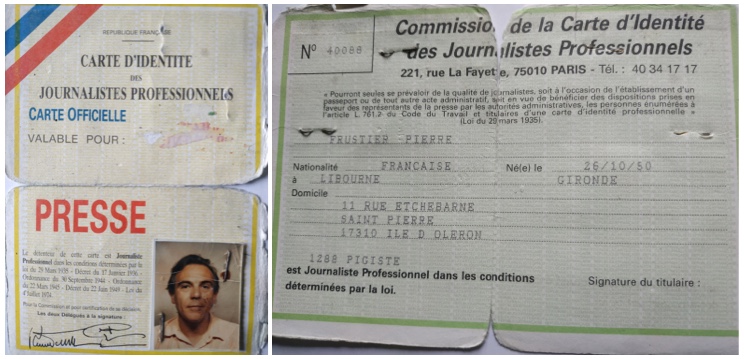 REPUBLIQUE FRANÇAISE
CARTE D'IDENTITE
DES
JOURNALISTES PROFESSIONNELS
CARTE OFFICIELLE
VALABLE POUR :
PRESSE
Le détenteur de cette carte est Journaliste
Professionnel dans les conditions déterminées par la
loi du 29 Mars 1935 - Décret du 17 Janvier 1936 -
Ordonnance du 30 Septembre 1944 - Ordonnance
du 22 Mars 1945 - Décret du 22 Juin 1949 - Loi du
4 Juillet 1974.
Pour la Commission et pour certification de sa décision,
Les deux Délégués à la signature :
N° 40088
Commission de la Carte d'Identité
des Journalistes Professionnels
221, rue La Fayette, 75010 PARIS - Tél. : 40 34 17 17
« Pourront seules se prévaloir de la qualité de journalistes, soit à l'occasion de l'établissement d'un
passeport ou de tout autre acte administratif, soit en vue de bénéficier des dispositions prises en
faveur des représentants de la presse par les autorités administratives, les personnes énumérées à
l'article L 761.2 du Code du Travail et titulaires d'une carte d'identité professionnelle »
(Loi du 29 mars 1935).
FRUSTIER PIERRE
Nationalité FRANCAISE Né(e) le 26/10/50
à LIBOURNE GIRONDE
Domicile
11 RUE ETCHEBARNE
SAINT PIERRE
17310 ILE D OLERON
1288 PIGISTE
est Journaliste Professionnel dans les conditions
déterminées par la loi.
Signature du titulaire :